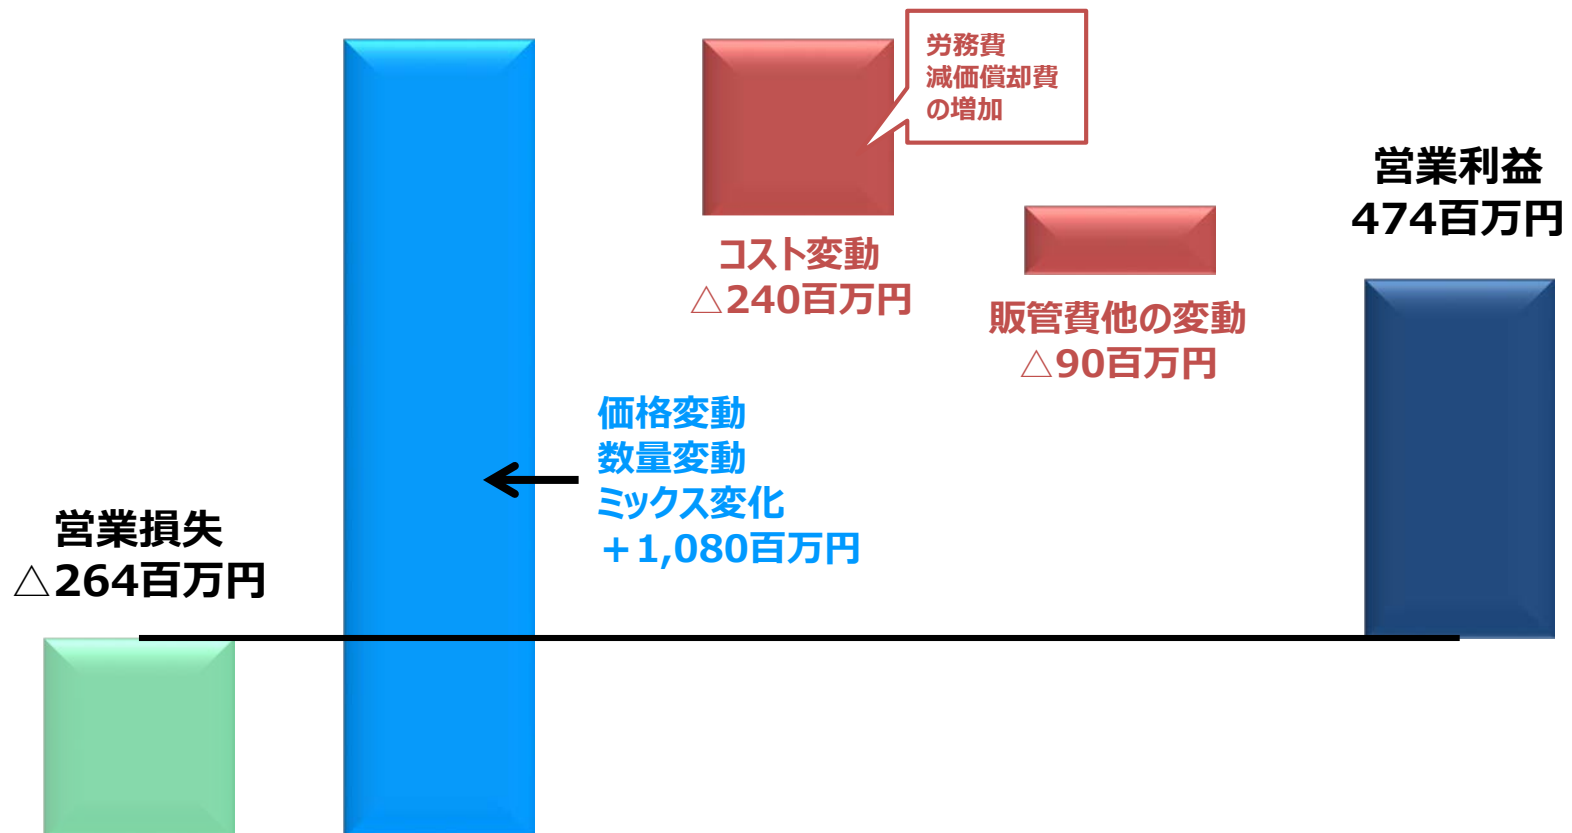 営業損失
△264百万円
価格変動
数量変動
ミックス変化
＋1,080百万円
コスト変動
△240百万円
労務費
減価償却費
の増加
販管費他の変動
△90百万円
営業利益
474百万円